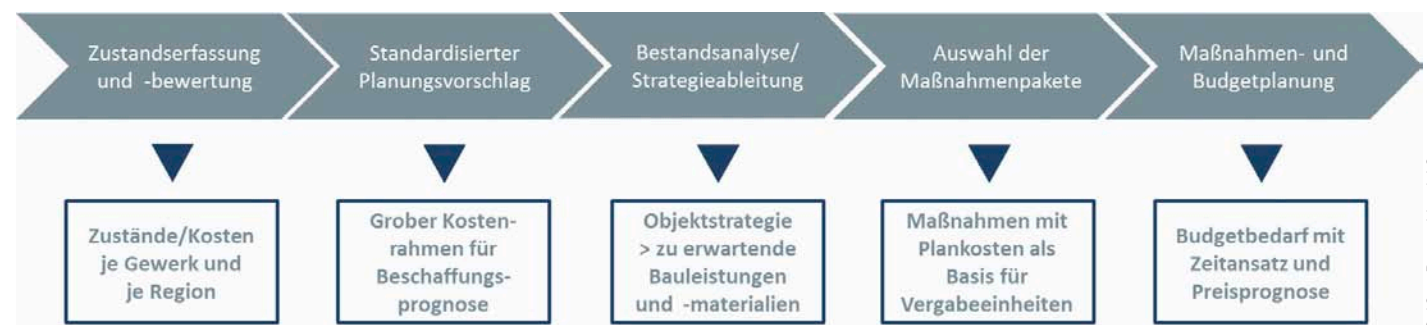 Zustandserfassung
und -bewertung
Standardisierter
Planungsvorschlag
Bestandsanalyse/
Strategieableitung
Auswahl der
Maßnahmenpakete
Maßnahmen- und
Budgetplanung
Zustände/Kosten
je Gewerk und
je Region
Grober Kosten-
rahmen für
Beschaffungs-
prognose
Objektstrategie
> zu erwartende
Bauleistungen
und -materialien
Maßnahmen mit
Plankosten als
Basis für
Vergabeeinheiten
Budgetbedarf mit
Zeitansatz und
Preisprognose